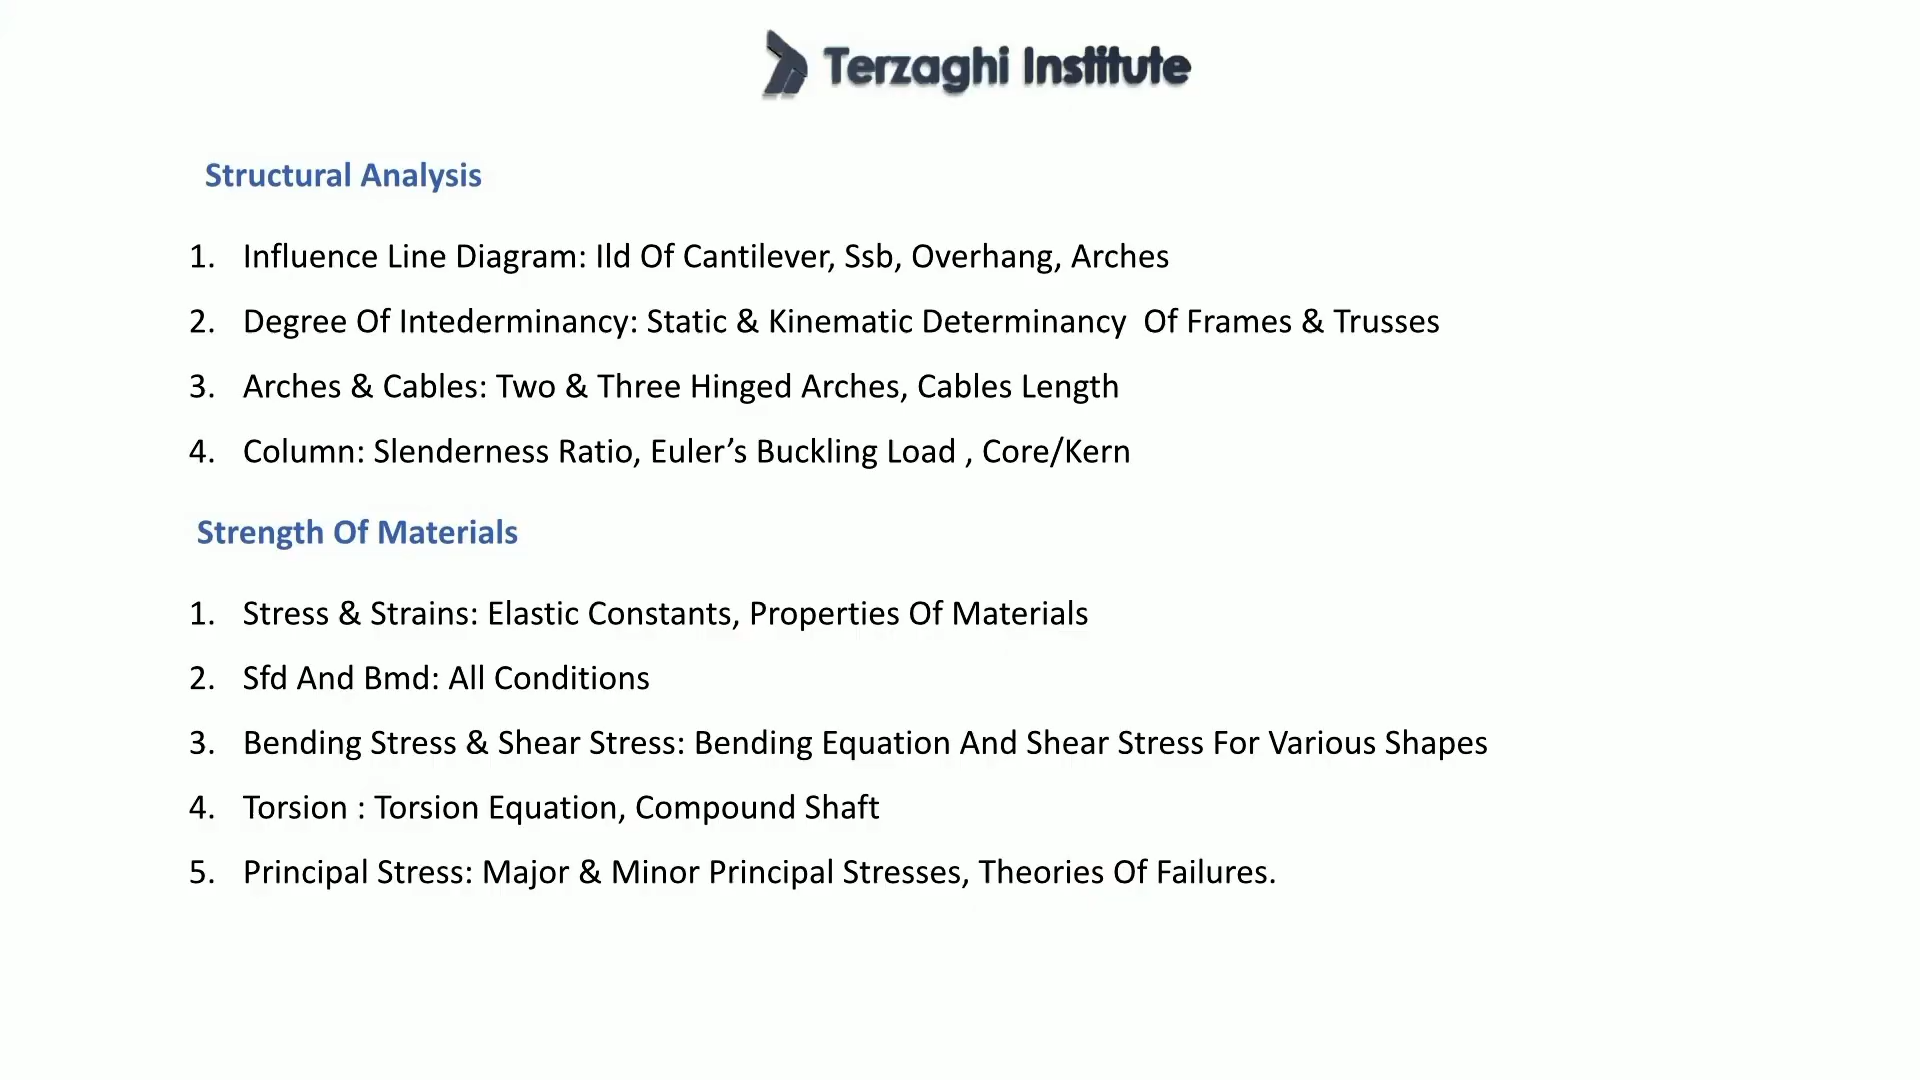 Terzaghi Institute
Structural Analysis
1. Influence Line Diagram: Ild Of Cantilever, Ssb, Overhang, Arches
2. Degree Of Intederminancy: Static & Kinematic Determinancy Of Frames & Trusses
3. Arches & Cables: Two & Three Hinged Arches, Cables Length
4. Column: Slenderness Ratio, Euler’s Buckling Load , Core/Kern
Strength Of Materials
1. Stress & Strains: Elastic Constants, Properties Of Materials
2. Sfd And Bmd: All Conditions
3. Bending Stress & Shear Stress: Bending Equation And Shear Stress For Various Shapes
4. Torsion : Torsion Equation, Compound Shaft
5. Principal Stress: Major & Minor Principal Stresses, Theories Of Failures.